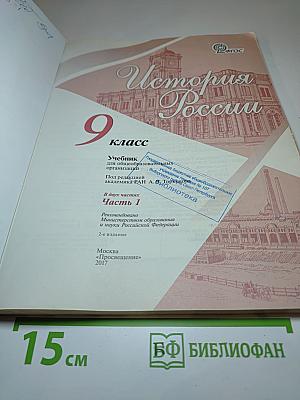 ФГОС
История
России
9 класс
Учебник
для общеобразовательных
организаций
Под редакцией
академика РАН А. В. Торкунова
В двух частях
Часть 1
Рекомендовано
Министерством образования
и науки Российской Федерации
2-е издание
Москва
«Просвещение»
2017
БИБЛИОТЕКА
15 см
БФ БИБЛИОФАН